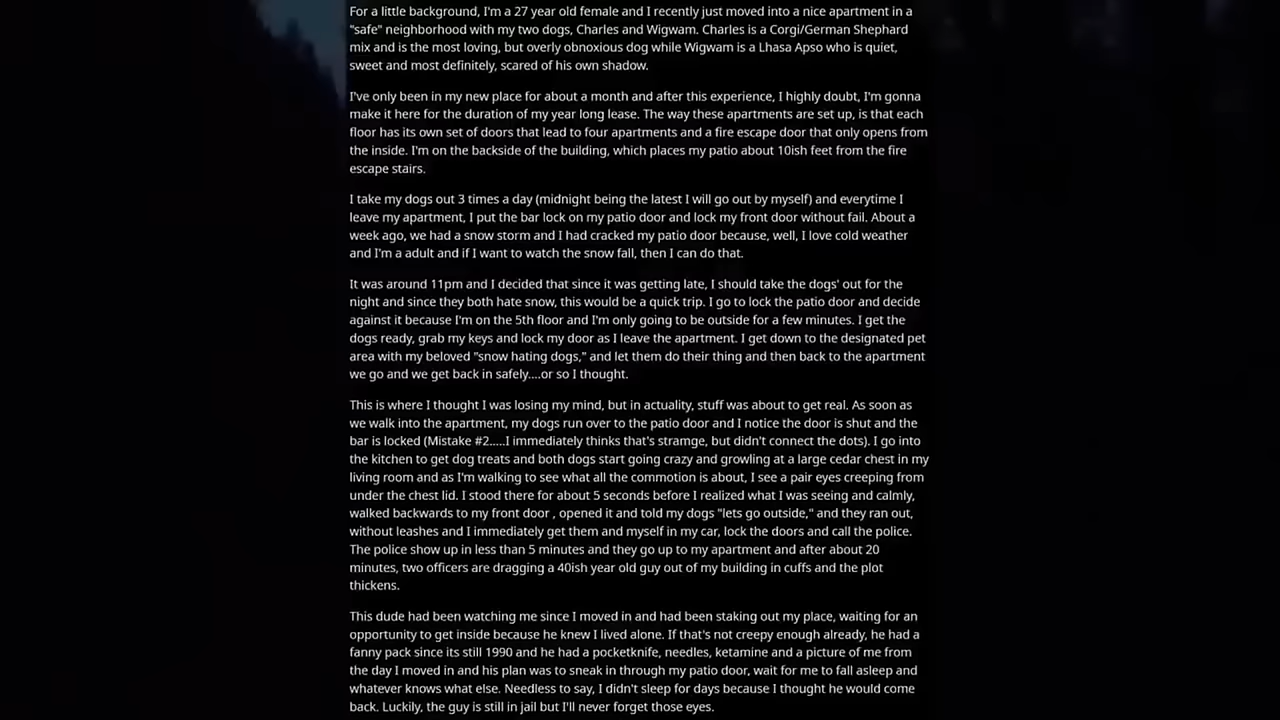 For a little background, I'm a 27 year old female and I recently just moved into a nice apartment in a
"safe" neighborhood with my two dogs, Charles and Wigwam. Charles is a Corgi/German Shephard
mix and is the most loving, but overly obnoxious dog while Wigwam is a Lhasa Apso who is quiet,
sweet and most definitely, scared of his own shadow.
I've only been in my new place for about a month and after this experience, I highly doubt, I'm gonna
make it here for the duration of my year long lease. The way these apartments are set up, is that each
floor has its own set of doors that lead to four apartments and a fire escape door that only opens from
the inside. I'm on the backside of the building, which places my patio about 10ish feet from the fire
escape stairs.
I take my dogs out 3 times a day (midnight being the latest I will go out by myself) and everytime I
leave my apartment, I put the bar lock on my patio door and lock my front door without fail. About a
week ago, we had a snow storm and I had cracked my patio door because, well, I love cold weather
and I'm a adult and if I want to watch the snow fall, then I can do that.
It was around 11pm and I decided that since it was getting late, I should take the dogs' out for the
night and since they both hate snow, this would be a quick trip. I go to lock the patio door and decide
against it because I'm on the 5th floor and I'm only going to be outside for a few minutes. I get the
dogs ready, grab my keys and lock my door as I leave the apartment. I get down to the designated pet
area with my beloved "snow hating dogs," and let them do their thing and then back to the apartment
we go and we get back in safely....or so I thought.
This is where I thought I was losing my mind, but in actuality, stuff was about to get real. As soon as
we walk into the apartment, my dogs run over to the patio door and I notice the door is shut and the
bar is locked (Mistake #2.....I immediately thinks that's stramge, but didn't connect the dots). I go into
the kitchen to get dog treats and both dogs start going crazy and growling at a large cedar chest in my
living room and as I'm walking to see what all the commotion is about, I see a pair eyes creeping from
under the chest lid. I stood there for about 5 seconds before I realized what I was seeing and calmly,
walked backwards to my front door , opened it and told my dogs "lets go outside," and they ran out,
without leashes and I immediately get them and myself in my car, lock the doors and call the police.
The police show up in less than 5 minutes and they go up to my apartment and after about 20
minutes, two officers are dragging a 40ish year old guy out of my building in cuffs and the plot
thickens.
This dude had been watching me since I moved in and had been staking out my place, waiting for an
opportunity to get inside because he knew I lived alone. If that's not creepy enough already, he had a
fanny pack since its still 1990 and he had a pocketknife, needles, ketamine and a picture of me from
the day I moved in and his plan was to sneak in through my patio door, wait for me to fall asleep and
whatever knows what else. Needless to say, I didn't sleep for days because I thought he would come
back. Luckily, the guy is still in jail but I'll never forget those eyes.